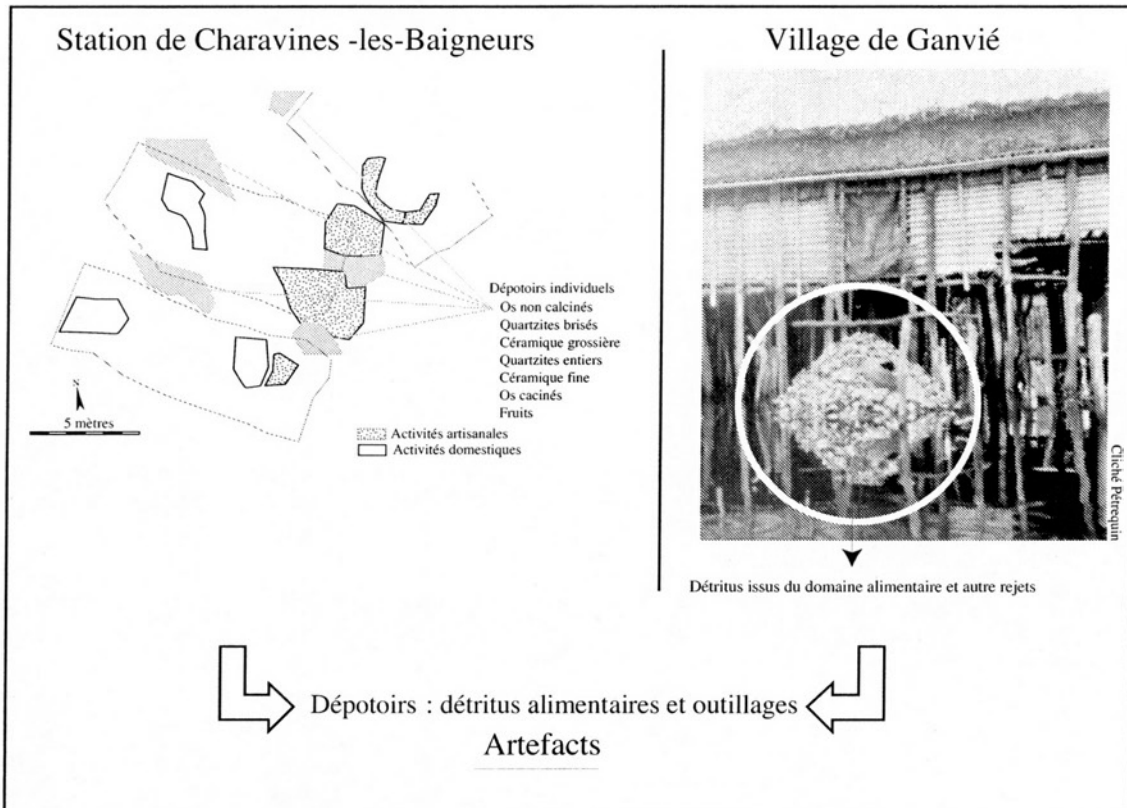 Station de Charavines -les-Baigneurs
Village de Ganvié
Dépotoirs individuels
Os non calcinés
Quartzites brisés
Céramique grossière
Quartzites entiers
Céramique fine
Os cacinés
Fruits
N
5 mètres
Activités artisanales
Activités domestiques
Cliché Pétrequin
Détritus issus du domaine alimentaire et autre rejets
Dépotoirs : détritus alimentaires et outillages
Artefacts